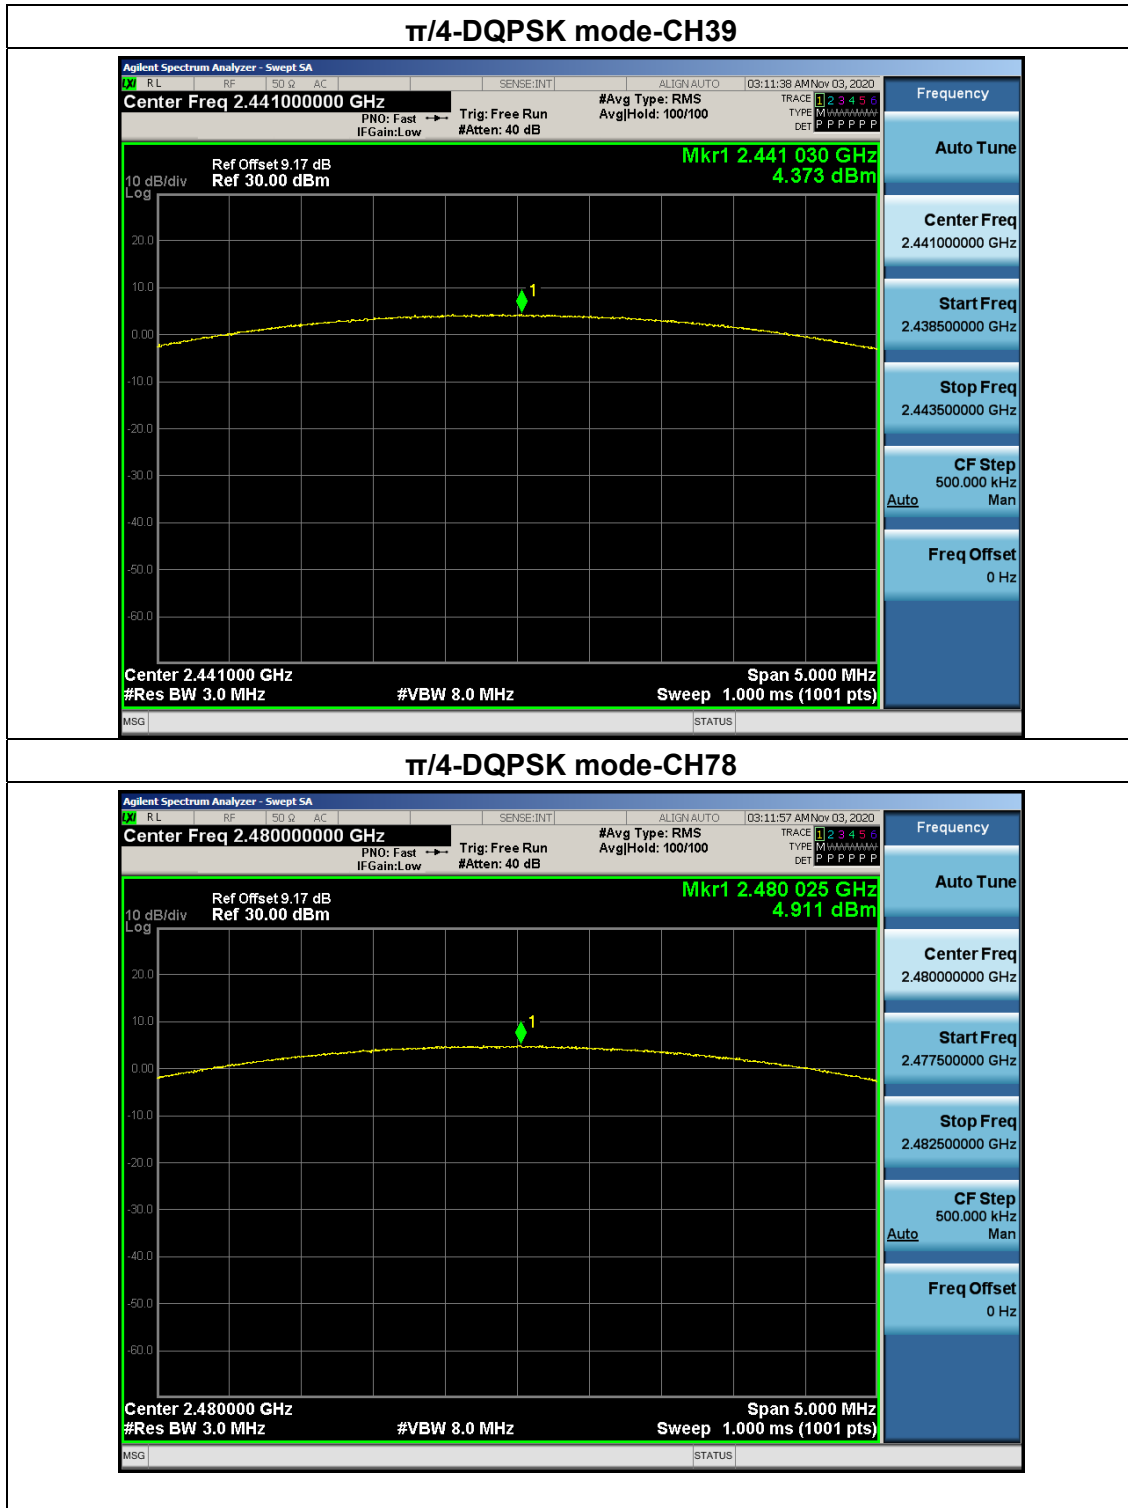 π/4-DQPSK mode-CH39
Agilent Spectrum Analyzer - Swept SA
LXI RL RF 50 Ω AC SENSE:INT ALIGN AUTO 03:11:38 AM Nov 03, 2020
Center Freq 2.441000000 GHz
#Avg Type: RMS
TRACE 1 2 3 4 5 6
PNO: Fast Trig: Free Run Avg|Hold: 100/100
TYPE M WWWWW
IFGain:Low #Atten: 40 dB
DET P P P P P P
Frequency
Mkr1 2.441 030 GHz
4.373 dBm
Ref Offset 9.17 dB
10 dB/div Ref 30.00 dBm
Log
20.0
10.0
0.00
-10.0
-20.0
-30.0
-40.0
-50.0
-60.0
1
Center 2.441000 GHz Span 5.000 MHz
#Res BW 3.0 MHz #VBW 8.0 MHz Sweep 1.000 ms (1001 pts)
Auto Tune
Center Freq
2.441000000 GHz
Start Freq
2.438500000 GHz
Stop Freq
2.443500000 GHz
CF Step
500.000 kHz
Auto Man
Freq Offset
0 Hz
MSG STATUS
π/4-DQPSK mode-CH78
Agilent Spectrum Analyzer - Swept SA
LXI RL RF 50 Ω AC SENSE:INT ALIGN AUTO 03:11:57 AM Nov 03, 2020
Center Freq 2.480000000 GHz
#Avg Type: RMS
TRACE 1 2 3 4 5 6
PNO: Fast Trig: Free Run Avg|Hold: 100/100
TYPE M WWWWW
IFGain:Low #Atten: 40 dB
DET P P P P P P
Frequency
Mkr1 2.480 025 GHz
4.911 dBm
Ref Offset 9.17 dB
10 dB/div Ref 30.00 dBm
Log
20.0
10.0
0.00
-10.0
-20.0
-30.0
-40.0
-50.0
-60.0
1
Center 2.480000 GHz Span 5.000 MHz
#Res BW 3.0 MHz #VBW 8.0 MHz Sweep 1.000 ms (1001 pts)
Auto Tune
Center Freq
2.480000000 GHz
Start Freq
2.477500000 GHz
Stop Freq
2.482500000 GHz
CF Step
500.000 kHz
Auto Man
Freq Offset
0 Hz
MSG STATUS